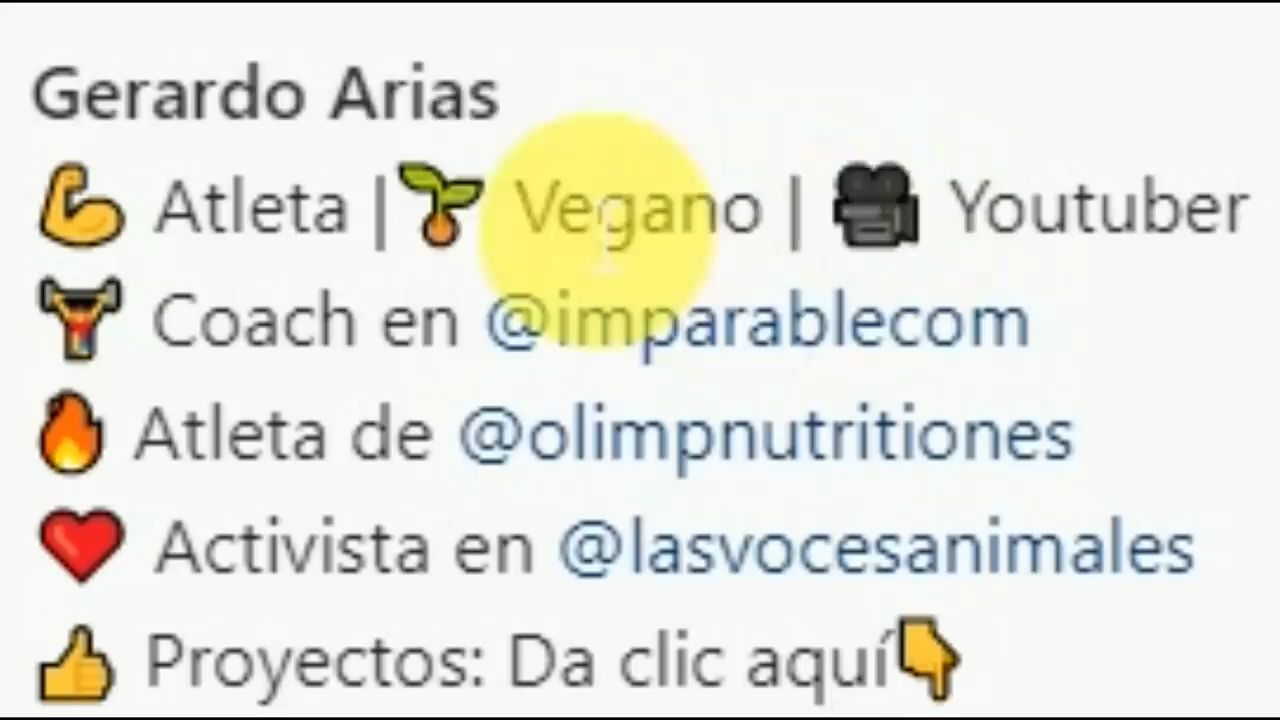 Gerardo Arias
💪 Atleta |🌱 Vegano | 🎥 Youtuber
🏋 Coach en @imparablecom
🔥 Atleta de @olimpnutritiones
❤️ Activista en @lasvocesanimales
👍 Proyectos: Da clic aquí👇